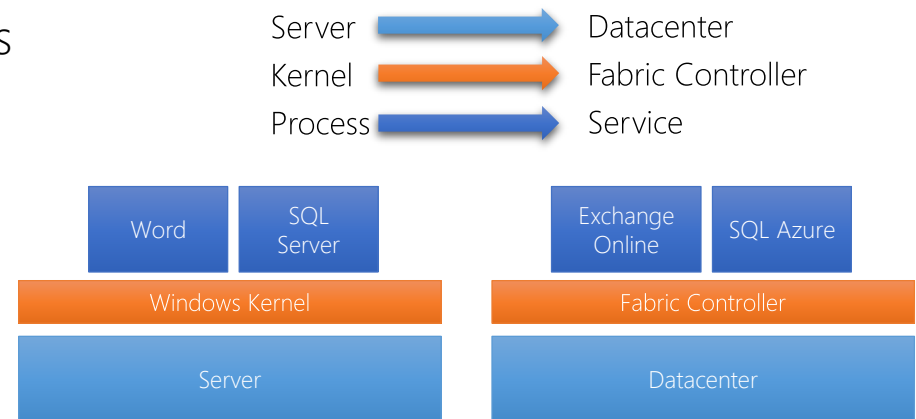 s
Server Datacenter
Kernel Fabric Controller
Process Service
Word
SQL
Server
Exchange
Online
SQL Azure
Windows Kernel
Fabric Controller
Server
Datacenter